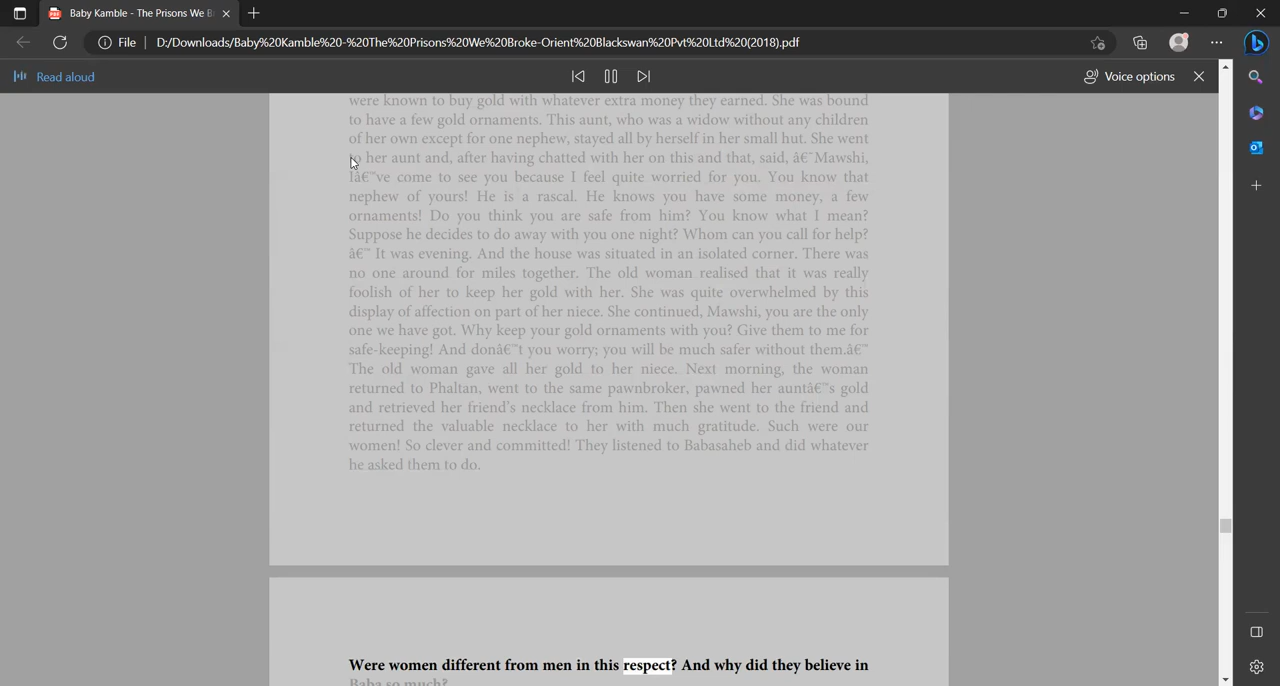 Baby Kamble - The Prisons We B
File
D:/Downloads/Baby%20Kamble%20-%20The%20Prisons%20We%20Broke-Orient%20Blackswan%20Pvt%20Ltd%20(2018).pdf
Read aloud
Voice options
were known to buy gold with whatever extra money they earned. She was bound
to have a few gold ornaments. This aunt, who was a widow without any children
of her own except for one nephew, stayed all by herself in her small hut. She went
to her aunt and, after having chatted with her on this and that, said, â€˜Mawshi,
Iâ€™ve come to see you because I feel quite worried for you. You know that
nephew of yours! He is a rascal. He knows you have some money, a few
ornaments! Do you think you are safe from him? You know what I mean?
Suppose he decides to do away with you one night? Whom can you call for help?
â€™ It was evening. And the house was situated in an isolated corner. There was
no one around for miles together. The old woman realised that it was really
foolish of her to keep her gold with her. She was quite overwhelmed by this
display of affection on part of her niece. She continued, Mawshi, you are the only
one we have got. Why keep your gold ornaments with you? Give them to me for
safe-keeping! And donâ€™t you worry; you will be much safer without them.â€™
The old woman gave all her gold to her niece. Next morning, the woman
returned to Phaltan, went to the same pawnbroker, pawned her auntâ€™s gold
and retrieved her friend's necklace from him. Then she went to the friend and
returned the valuable necklace to her with much gratitude. Such were our
women! So clever and committed! They listened to Babasaheb and did whatever
he asked them to do.
Were women different from men in this respect? And why did they believe in
Baba so much?